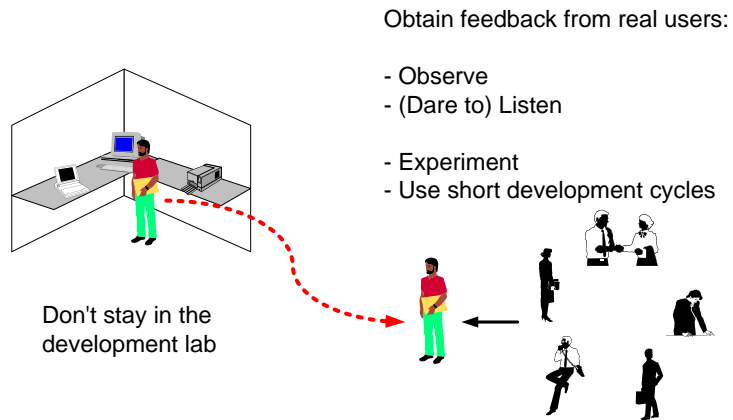 Obtain feedback from real users:
- Observe
- (Dare to) Listen
- Experiment
- Use short development cycles
Don't stay in the
development lab